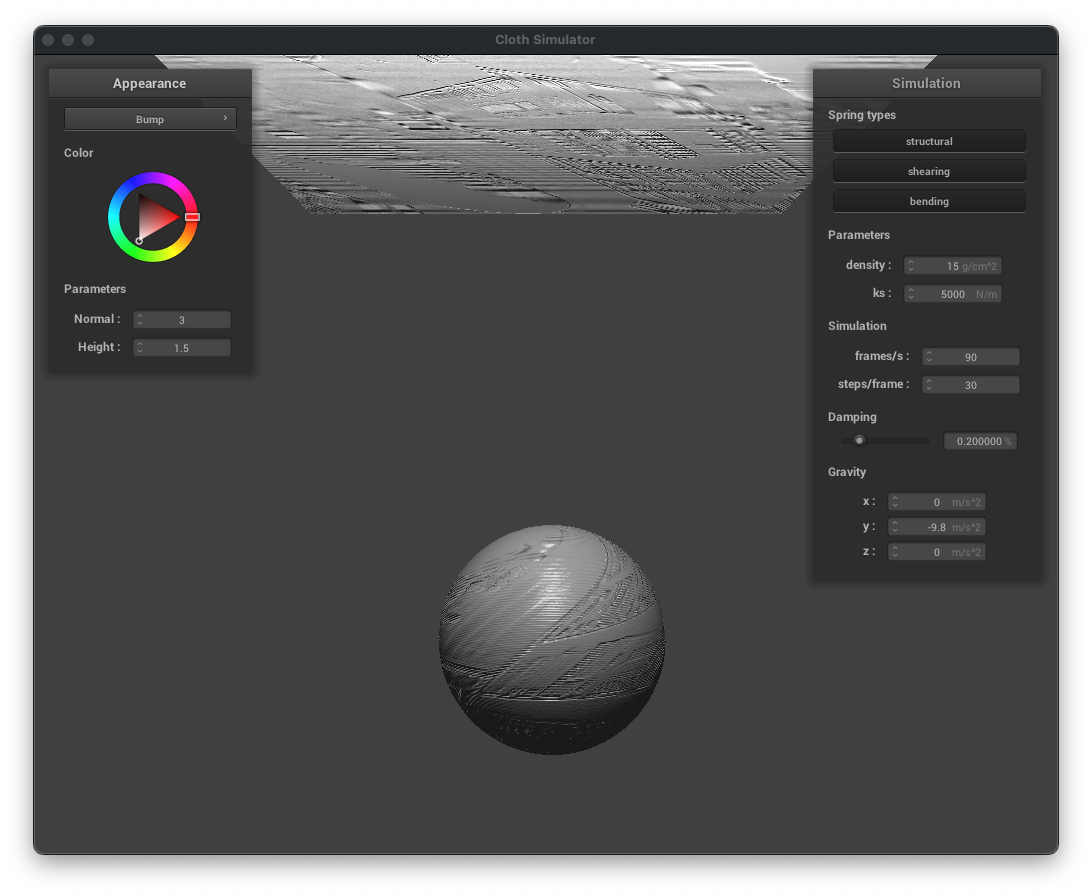 Cloth Simulator
Appearance
Bump
Color
Parameters
Normal : 3
Height : 1.5
Simulation
Spring types
structural
shearing
bending
Parameters
density : 15 g/cm^2
ks : 5000 N/m
Simulation
frames/s : 90
steps/frame : 30
Damping
0.200000 %
Gravity
x : 0 m/s^2
y : -9.8 m/s^2
z : 0 m/s^2